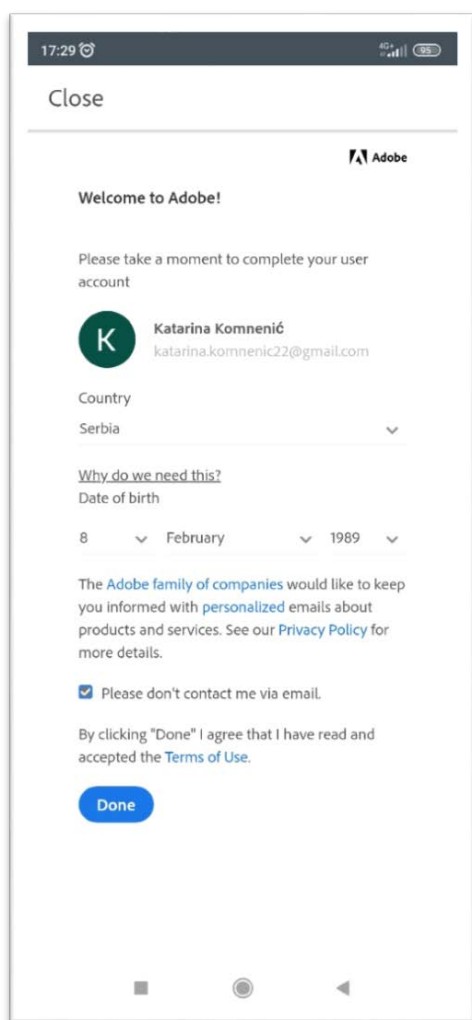 17:29
4G+
95
Close
Adobe
Welcome to Adobe!
Please take a moment to complete your user
account
K
Katarina Komnenić
katarina.komnenic22@gmail.com
Country
Serbia
Why do we need this?
Date of birth
8 February 1989
The Adobe family of companies would like to keep
you informed with personalized emails about
products and services. See our Privacy Policy for
more details.
Please don't contact me via email.
By clicking "Done" I agree that I have read and
accepted the Terms of Use.
Done